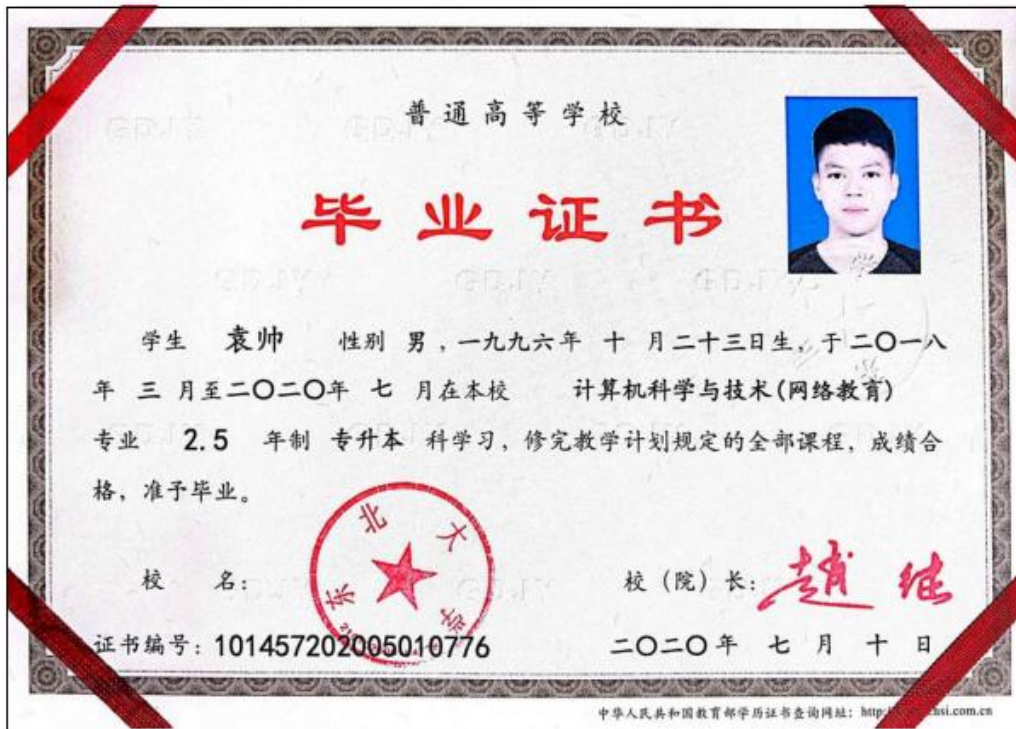 普通高等学校
毕业证书
学生 袁帅 性别 男，一九九六年 十 月二十三日生，于二〇一八
年 三 月至二〇二〇年 七 月在本校 计算机科学与技术(网络教育)
专业 2.5 年制 专升本 科学习，修完教学计划规定的全部课程，成绩合
格，准予毕业。
东北大学
校 名：
校（院）长：赵继
证书编号：101457202005010776
二〇二〇年 七 月 十 日
中华人民共和国教育部学历证书查询网址：http:
hsi.com.cn